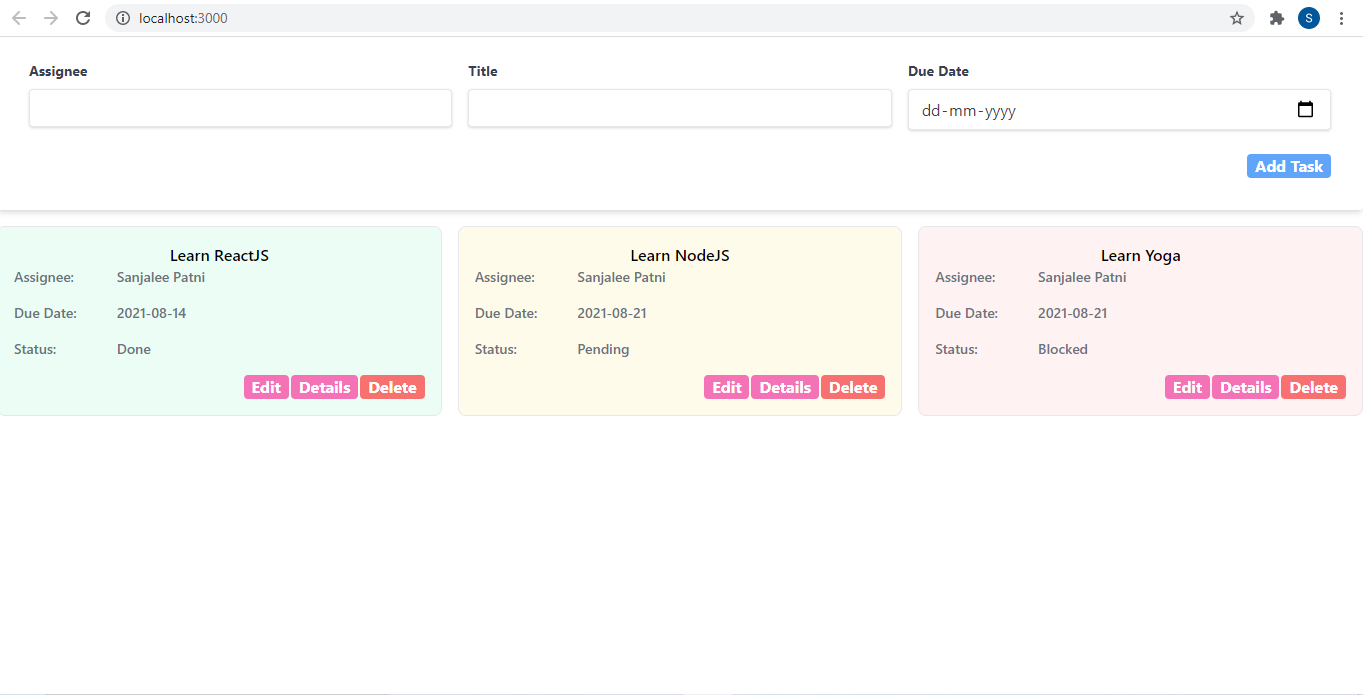 localhost:3000
S
Assignee Title Due Date
dd-mm-yyyy
Add Task
Learn ReactJS
Assignee: Sanjalee Patni
Due Date: 2021-08-14
Status: Done
Edit Details Delete
Learn NodeJS
Assignee: Sanjalee Patni
Due Date: 2021-08-21
Status: Pending
Edit Details Delete
Learn Yoga
Assignee: Sanjalee Patni
Due Date: 2021-08-21
Status: Blocked
Edit Details Delete